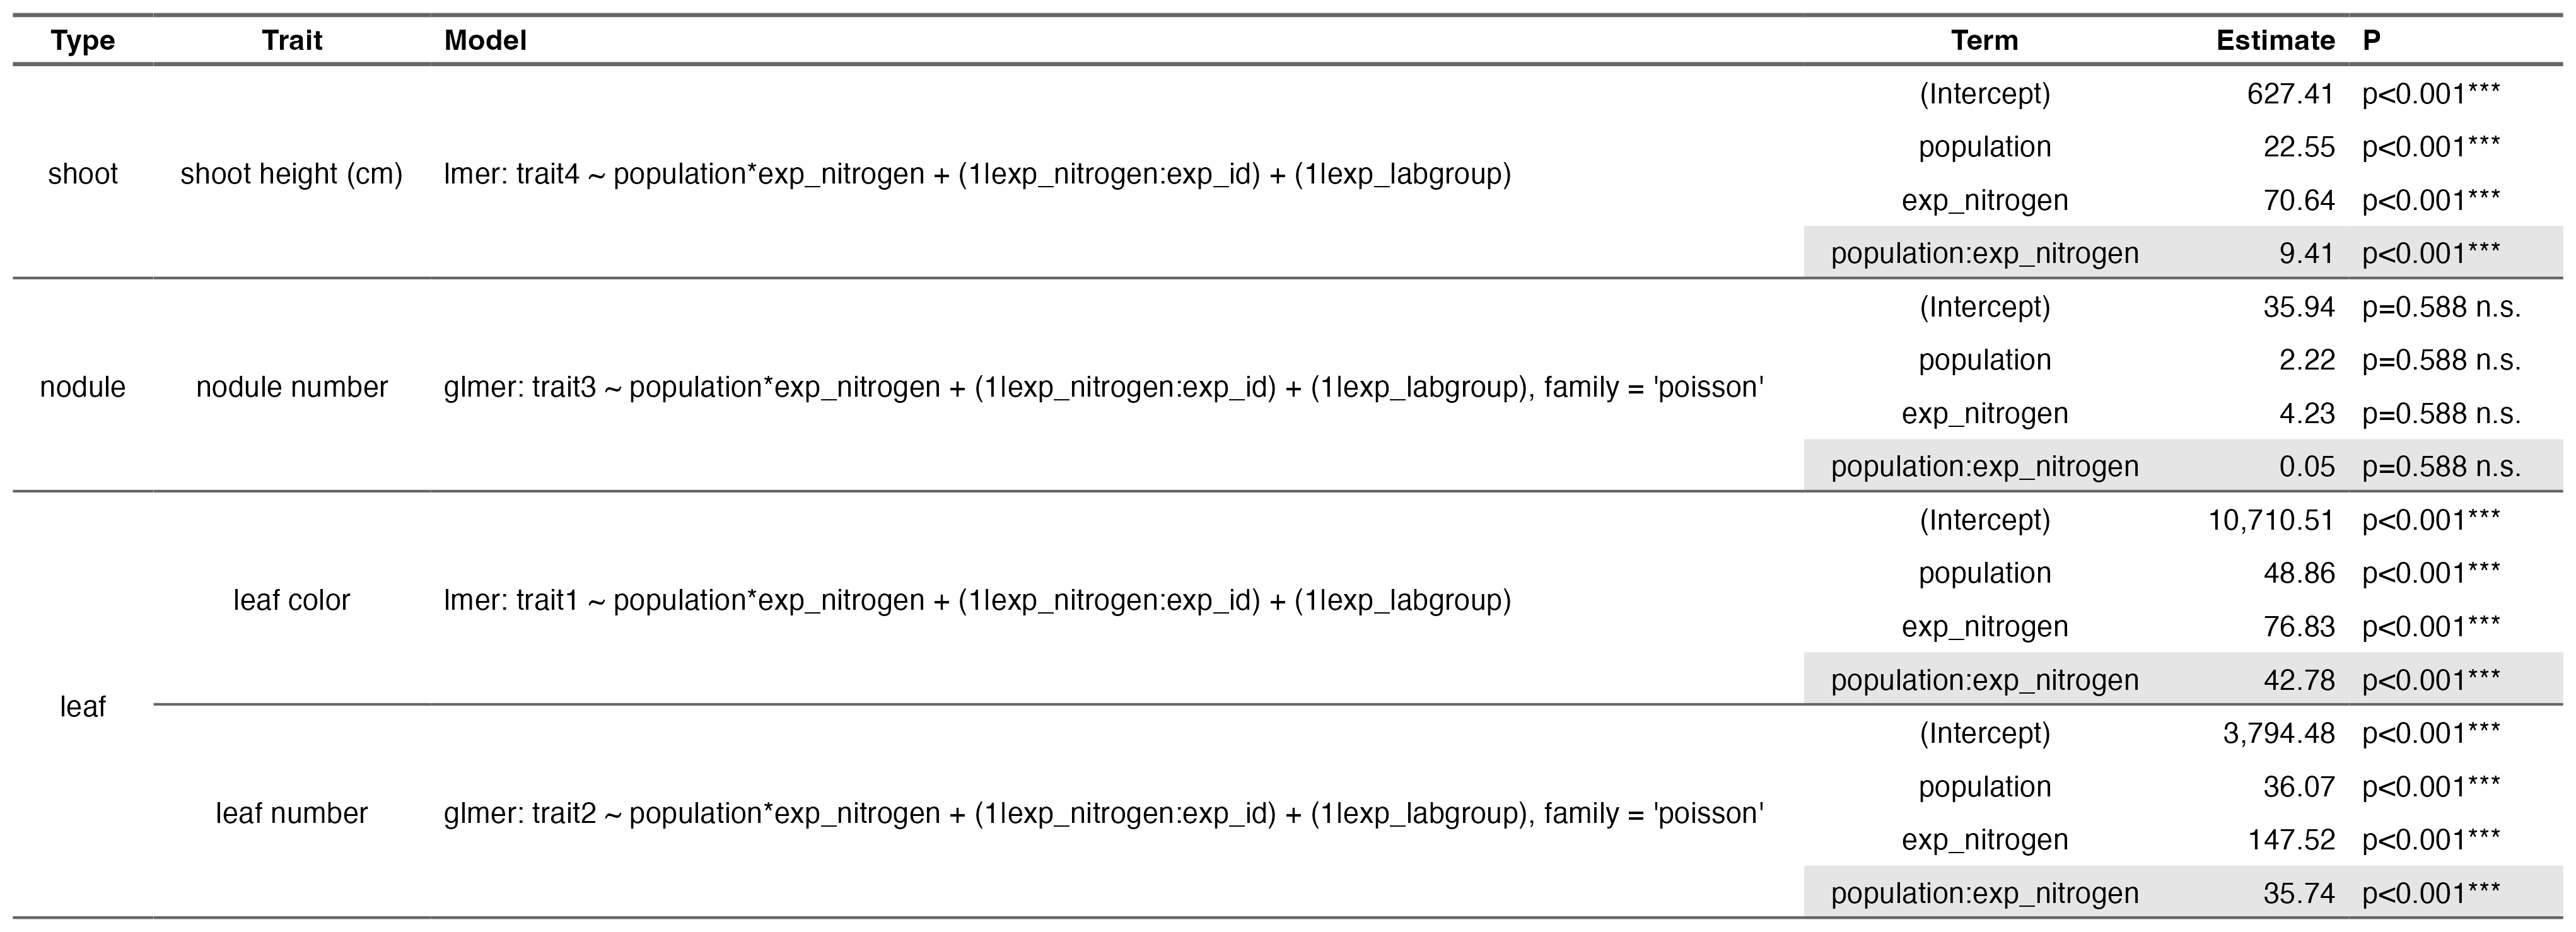 Type Trait Model Term Estimate P
(Intercept) 627.41 p<0.001***
population 22.55 p<0.001***
shoot shoot height (cm) lmer: trait4 ~ population*exp_nitrogen + (1|exp_nitrogen:exp_id) + (1|exp_labgroup)
exp_nitrogen 70.64 p<0.001***
population:exp_nitrogen 9.41 p<0.001***
(Intercept) 35.94 p=0.588 n.s.
population 2.22 p=0.588 n.s.
nodule nodule number glmer: trait3 ~ population*exp_nitrogen + (1|exp_nitrogen:exp_id) + (1|exp_labgroup), family = 'poisson'
exp_nitrogen 4.23 p=0.588 n.s.
population:exp_nitrogen 0.05 p=0.588 n.s.
(Intercept) 10,710.51 p<0.001***
population 48.86 p<0.001***
leaf color lmer: trait1 ~ population*exp_nitrogen + (1|exp_nitrogen:exp_id) + (1|exp_labgroup)
exp_nitrogen 76.83 p<0.001***
population:exp_nitrogen 42.78 p<0.001***
leaf
(Intercept) 3,794.48 p<0.001***
population 36.07 p<0.001***
leaf number glmer: trait2 ~ population*exp_nitrogen + (1|exp_nitrogen:exp_id) + (1|exp_labgroup), family = 'poisson'
exp_nitrogen 147.52 p<0.001***
population:exp_nitrogen 35.74 p<0.001***